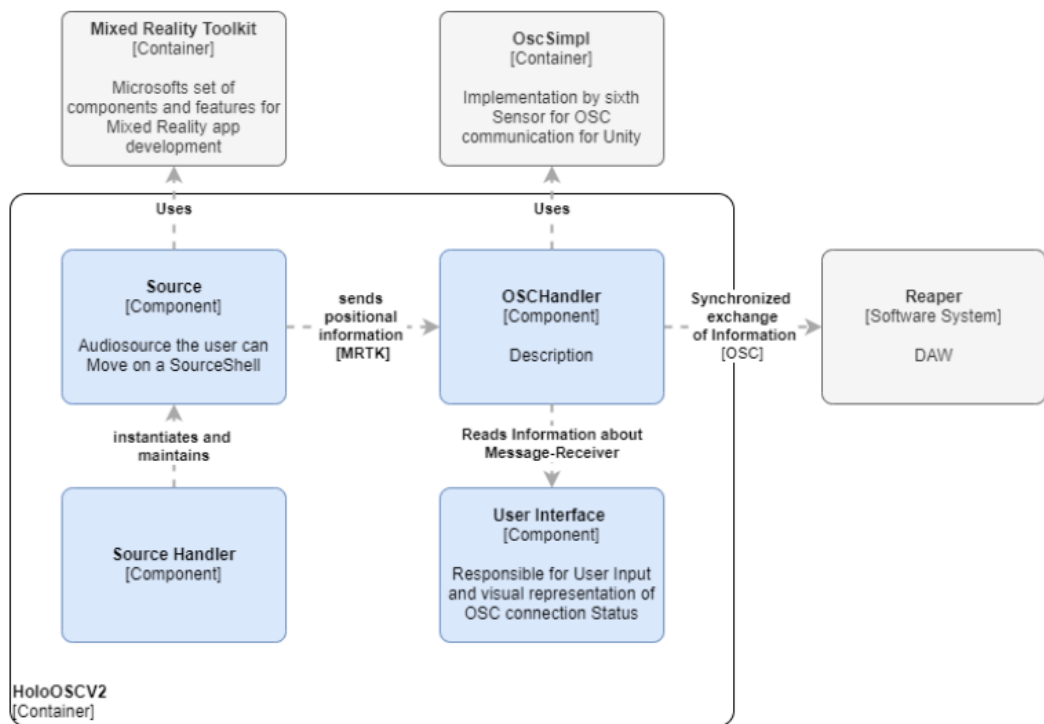 Mixed Reality Toolkit
[Container]
Microsofts set of
components and features for
Mixed Reality app
development
OscSimpl
[Container]
Implementation by sixth
Sensor for OSC
communication for Unity
Uses
Uses
Source
[Component]
Audiosource the user can
Move on a SourceShell
sends
positional
information
[MRTK]
OSCHandler
[Component]
Description
Synchronized
exchange
of Information
[OSC]
Reaper
[Software System]
DAW
instantiates and
maintains
Reads Information about
Message-Receiver
Source Handler
[Component]
User Interface
[Component]
Responsible for User Input
and visual representation of
OSC connection Status
HoloOSCV2
[Container]